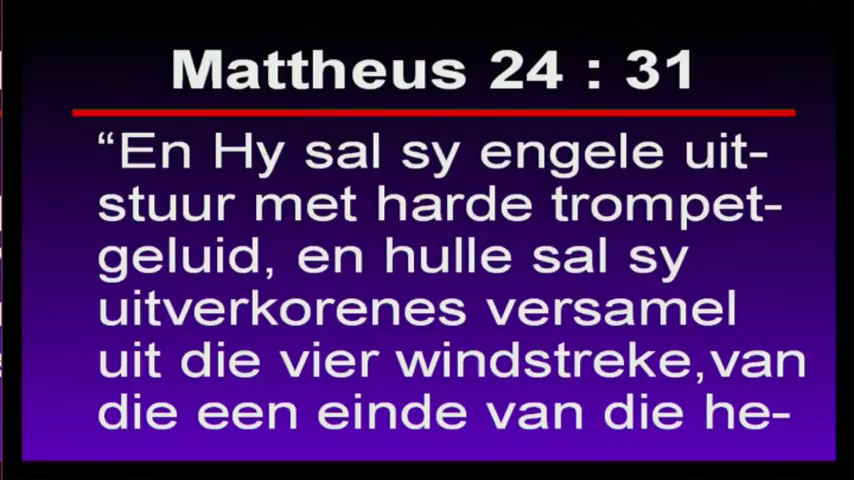 Mattheus 24 : 31
“En Hy sal sy engele uit-
stuur met harde trompet-
geluid, en hulle sal sy
uitverkorenes versamel
uit die vier windstreke,van
die een einde van die he-